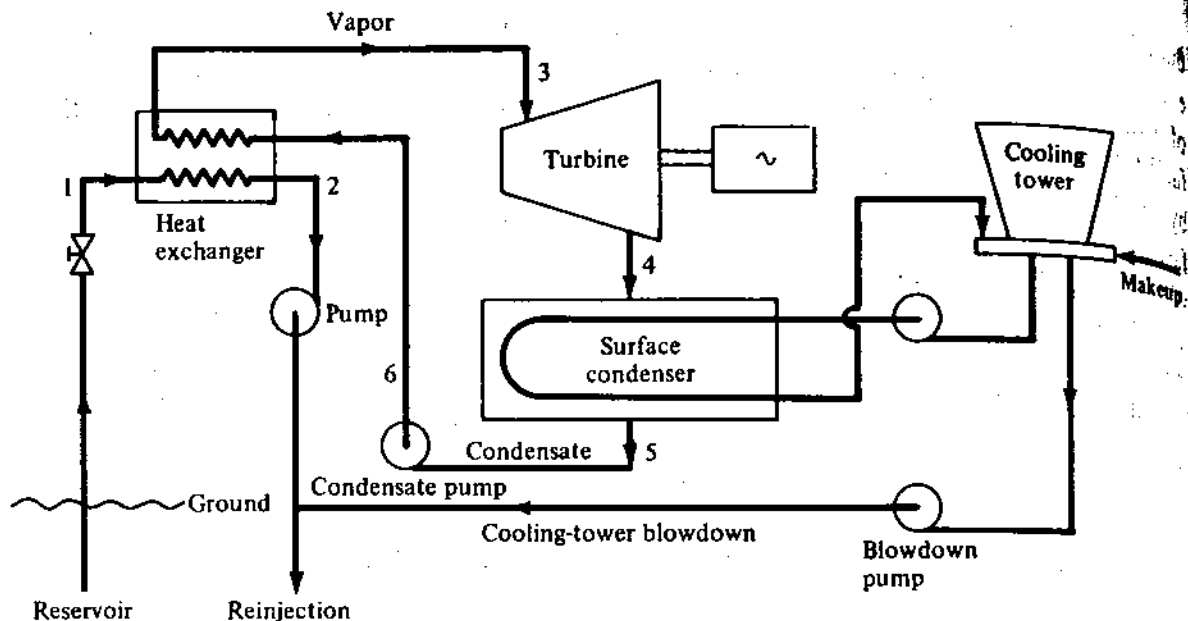 Vapor
3
Turbine
~
Cooling
tower
1
2
Heat
exchanger
4
Makeup
Pump
Surface
condenser
6
5
Condensate
Ground
Condensate pump
Cooling-tower blowdown
Blowdown
pump
Reservoir
Reinjection